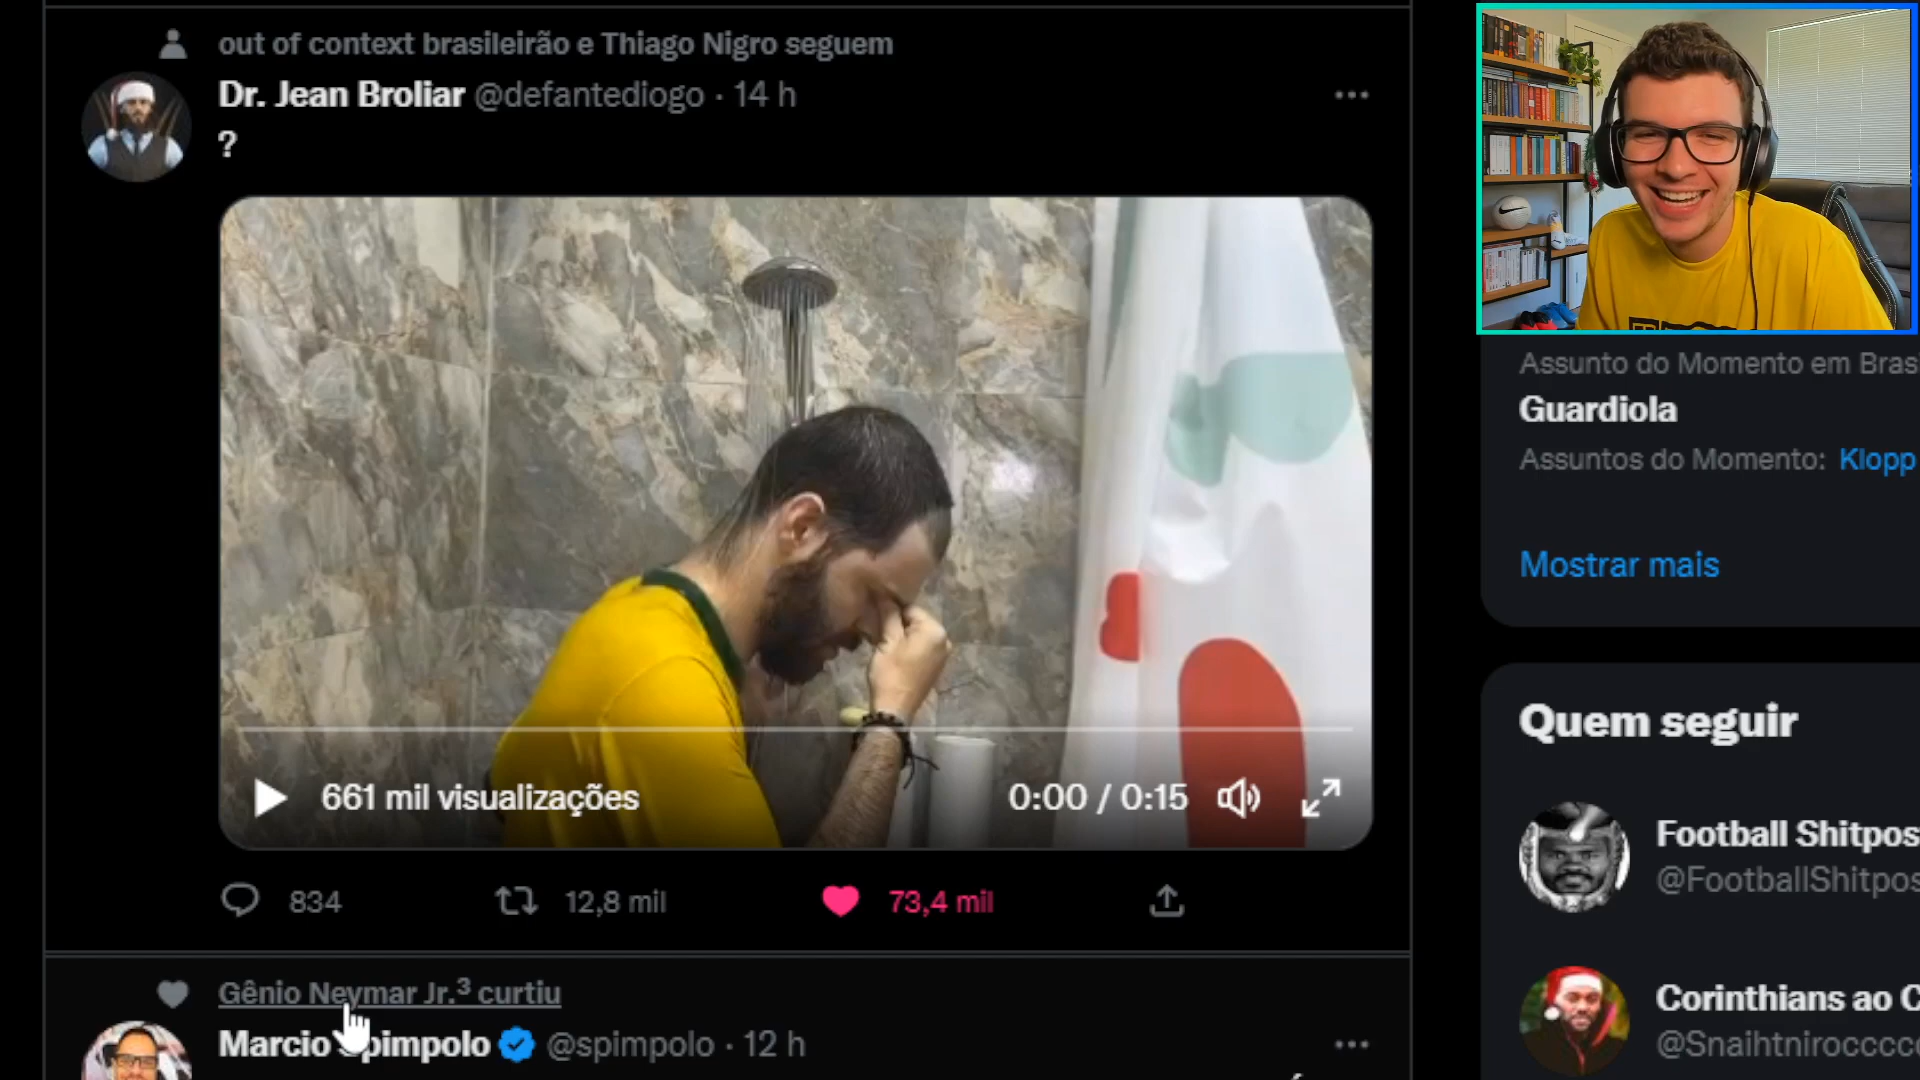 out of context brasileirão e Thiago Nigro seguem
Dr. Jean Broliar @defantediogo · 14 h
?
661 mil visualizações
0:00 / 0:15
834
12,8 mil
73,4 mil
Gênio Neymar Jr.³ curtiu
Marcio Spimpolo @spimpolo · 12 h
Assunto do Momento em Bras
Guardiola
Assuntos do Momento: Klopp
Mostrar mais
Quem seguir
Football Shitpos
@FootballShitpos
Corinthians ao C
@Snaihtniroccccc